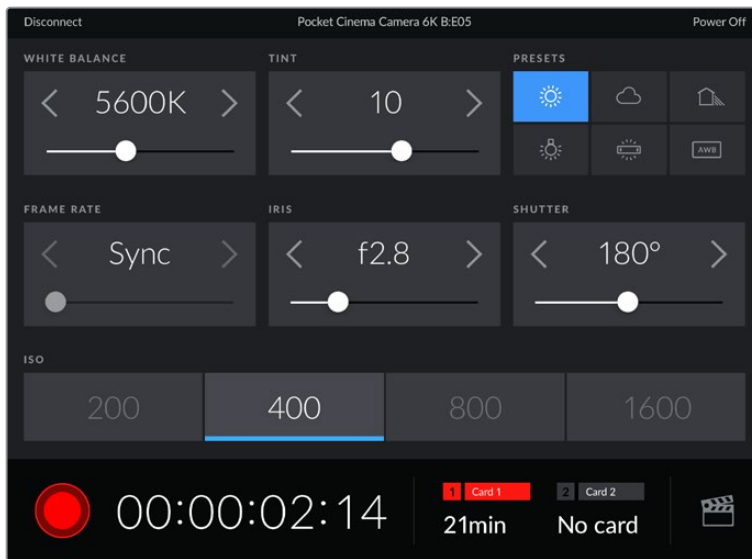 Disconnect Pocket Cinema Camera 6K B:E05 Power Off
WHITE BALANCE TINT PRESETS
5600K 10
AWB
FRAME RATE IRIS SHUTTER
Sync f2.8 180°
ISO
200 400 800 1600
1 Card 1 2 Card 2
00:00:02:14 21min No card